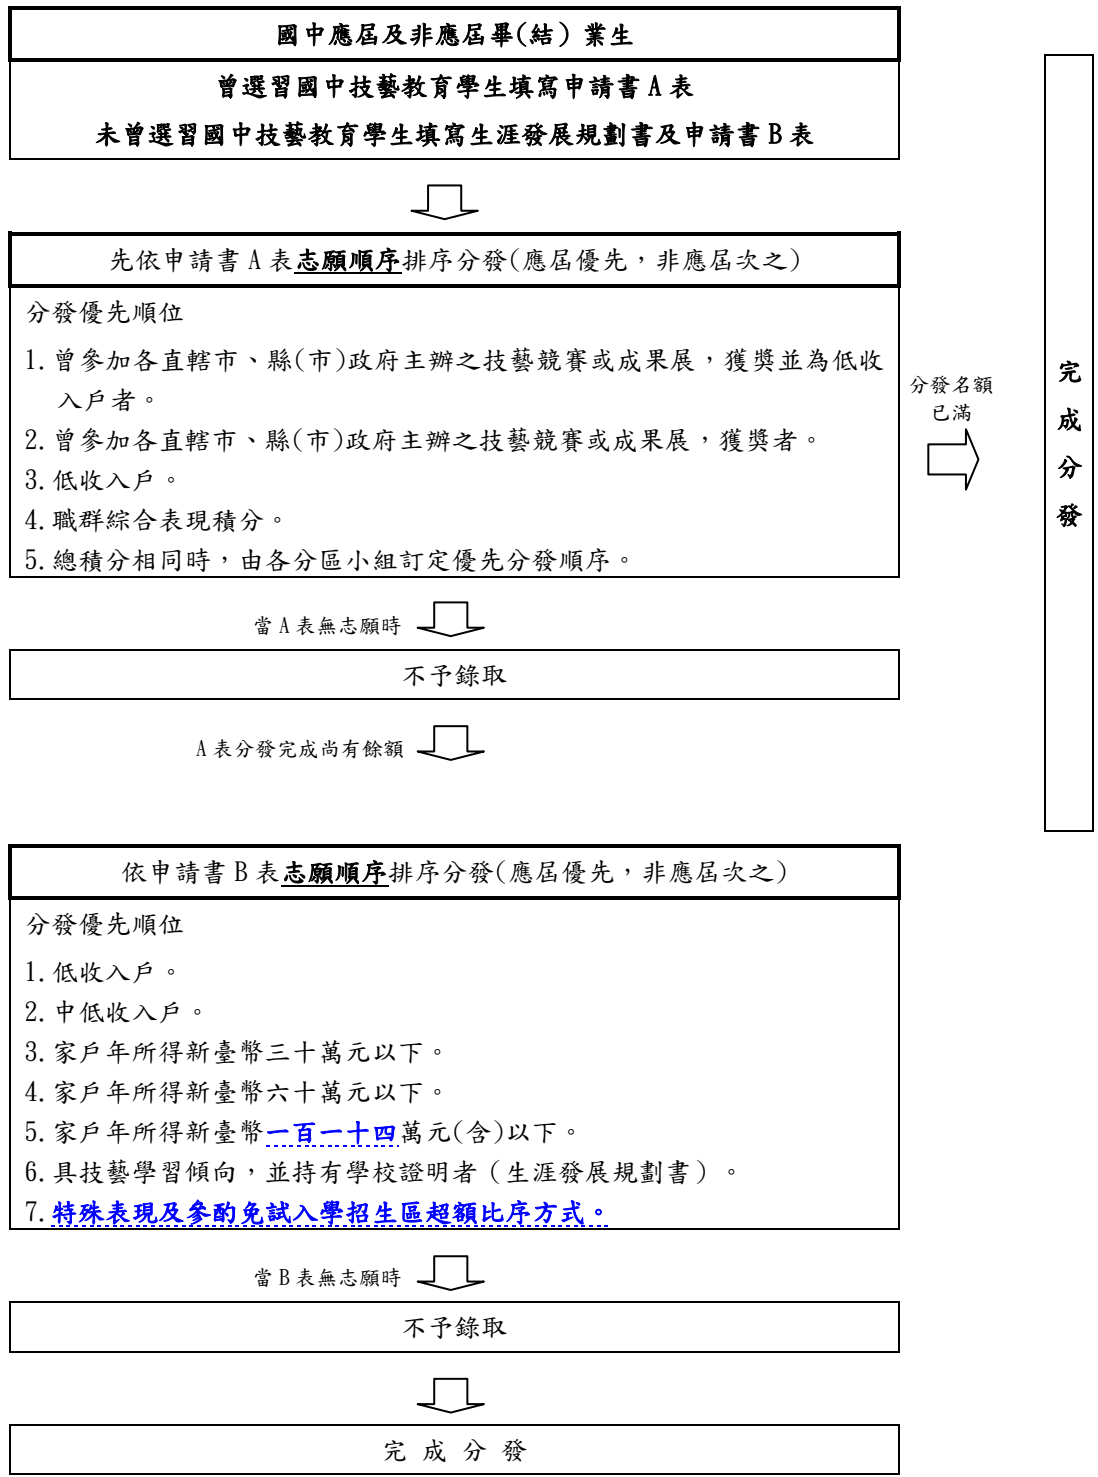 國中應屆及非應屆畢(結）業生
曾選習國中技藝教育學生填寫申請書 A 表
未曾選習國中技藝教育學生填寫生涯發展規劃書及申請書 B 表
先依申請書 A 表志願順序排序分發(應屆優先，非應屆次之)
分發優先順位
1.曾參加各直轄市、縣(市)政府主辦之技藝競賽或成果展，獲獎並為低收
入戶者。
2.曾參加各直轄市、縣(市)政府主辦之技藝競賽或成果展，獲獎者。
3.低收入戶。
4.職群綜合表現積分。
5.總積分相同時，由各分區小組訂定優先分發順序。
分發名額
已滿
完
成
分
發
當 A 表無志願時
不予錄取
A 表分發完成尚有餘額
依申請書 B 表志願順序排序分發(應屆優先，非應屆次之)
分發優先順位
1.低收入戶。
2.中低收入戶。
3.家戶年所得新臺幣三十萬元以下。
4.家戶年所得新臺幣六十萬元以下。
5.家戶年所得新臺幣一百一十四萬元(含)以下。
6.具技藝學習傾向，並持有學校證明者（生涯發展規劃書）。
7.特殊表現及參酌免試入學招生區超額比序方式。
當 B 表無志願時
不予錄取
完 成 分 發